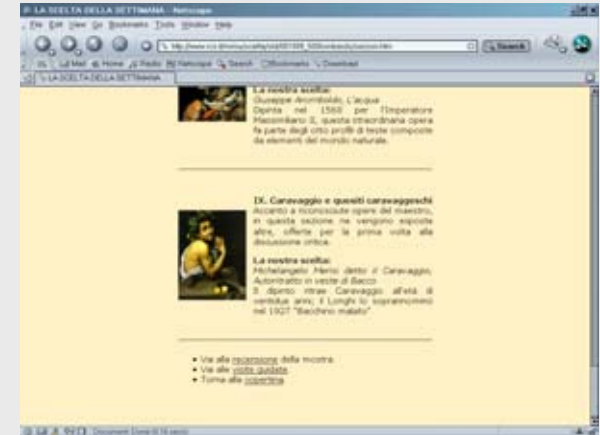 LA SCELTA DELLA SETTIMANA - Netscape
File Edit View Go Bookmarks Tools Window Help
Search
Mail Home Radio Netscape Search Bookmarks Download
LA SCELTA DELLA SETTIMANA
La nostra scelta:
Giuseppe Arcimboldo, L'acqua
Dipinta nel 1568 per l'Imperatore
Massimiliano II, questa straordinaria opera
fa parte degli otto profili di teste composte
da elementi del mondo naturale.
IX. Caravaggio e quesiti caravaggeschi
Accanto a riconosciute opere del maestro,
in questa sezione ne vengono esposte
altre, offerte per la prima volta alla
discussione critica.
La nostra scelta:
Michelangelo Merisi detto il Caravaggio,
Autoritratto in veste di Bacco
Il dipinto ritrae Caravaggio all'età di
ventidue anni; il Longhi lo soprannominò
nel 1927 "Bacchino malato"
• Vai alla recensione della mostra
• Vai alle visite guidate
• Torna alla copertina